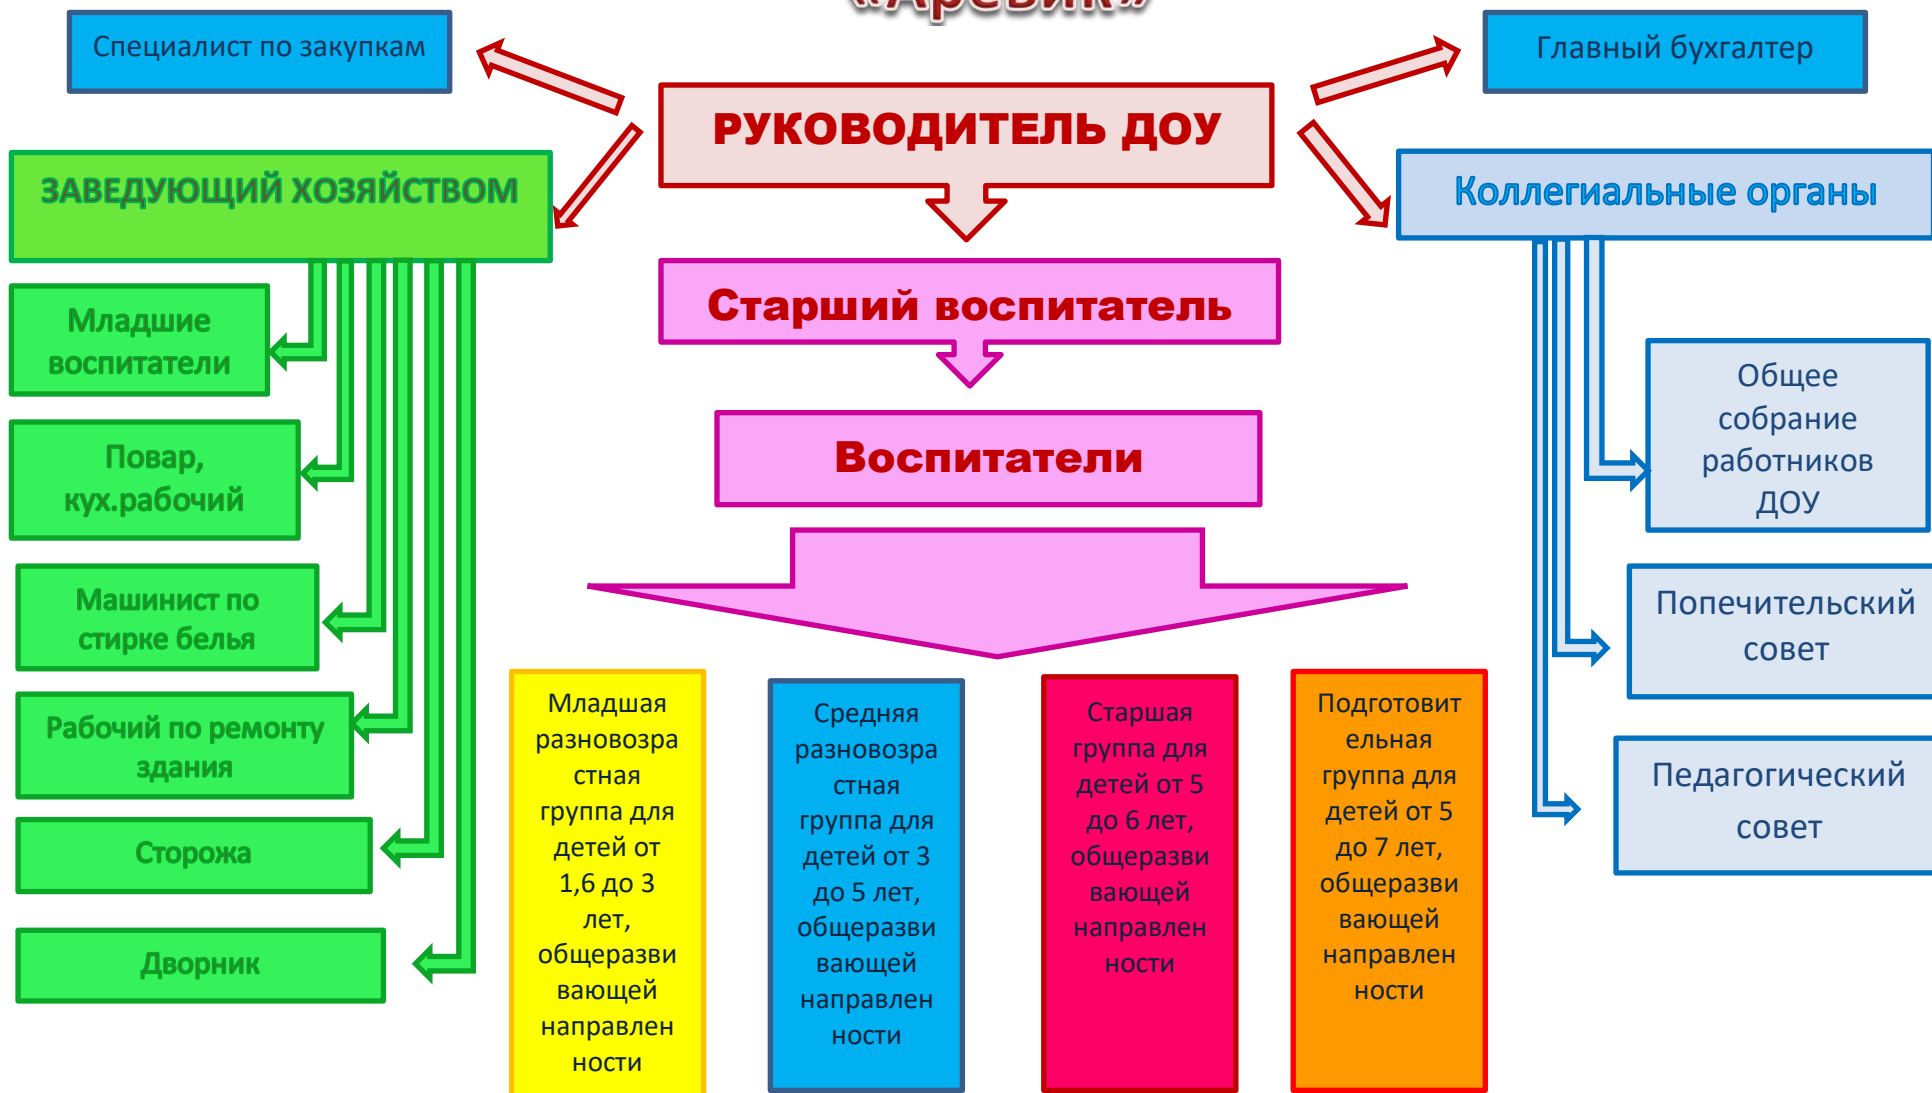 «Аревик»
Специалист по закупкам
Главный бухгалтер
РУКОВОДИТЕЛЬ ДОУ
ЗАВЕДУЮЩИЙ ХОЗЯЙСТВОМ
Коллегиальные органы
Старший воспитатель
Воспитатели
Младшие
воспитатели
Повар,
кух.рабочий
Машинист по
стирке белья
Рабочий по ремонту
здания
Сторожа
Дворник
Общее
собрание
работников
ДОУ
Попечительский
совет
Педагогический
совет
Младшая
разновозра
стная
группа для
детей от
1,6 до 3
лет,
общеразви
вающей
направлен
ности
Средняя
разновозра
стная
группа для
детей от 3
до 5 лет,
общеразви
вающей
направлен
ности
Старшая
группа для
детей от 5
до 6 лет,
общеразви
вающей
направлен
ности
Подготовит
ельная
группа для
детей от 5
до 7 лет,
общеразви
вающей
направлен
ности